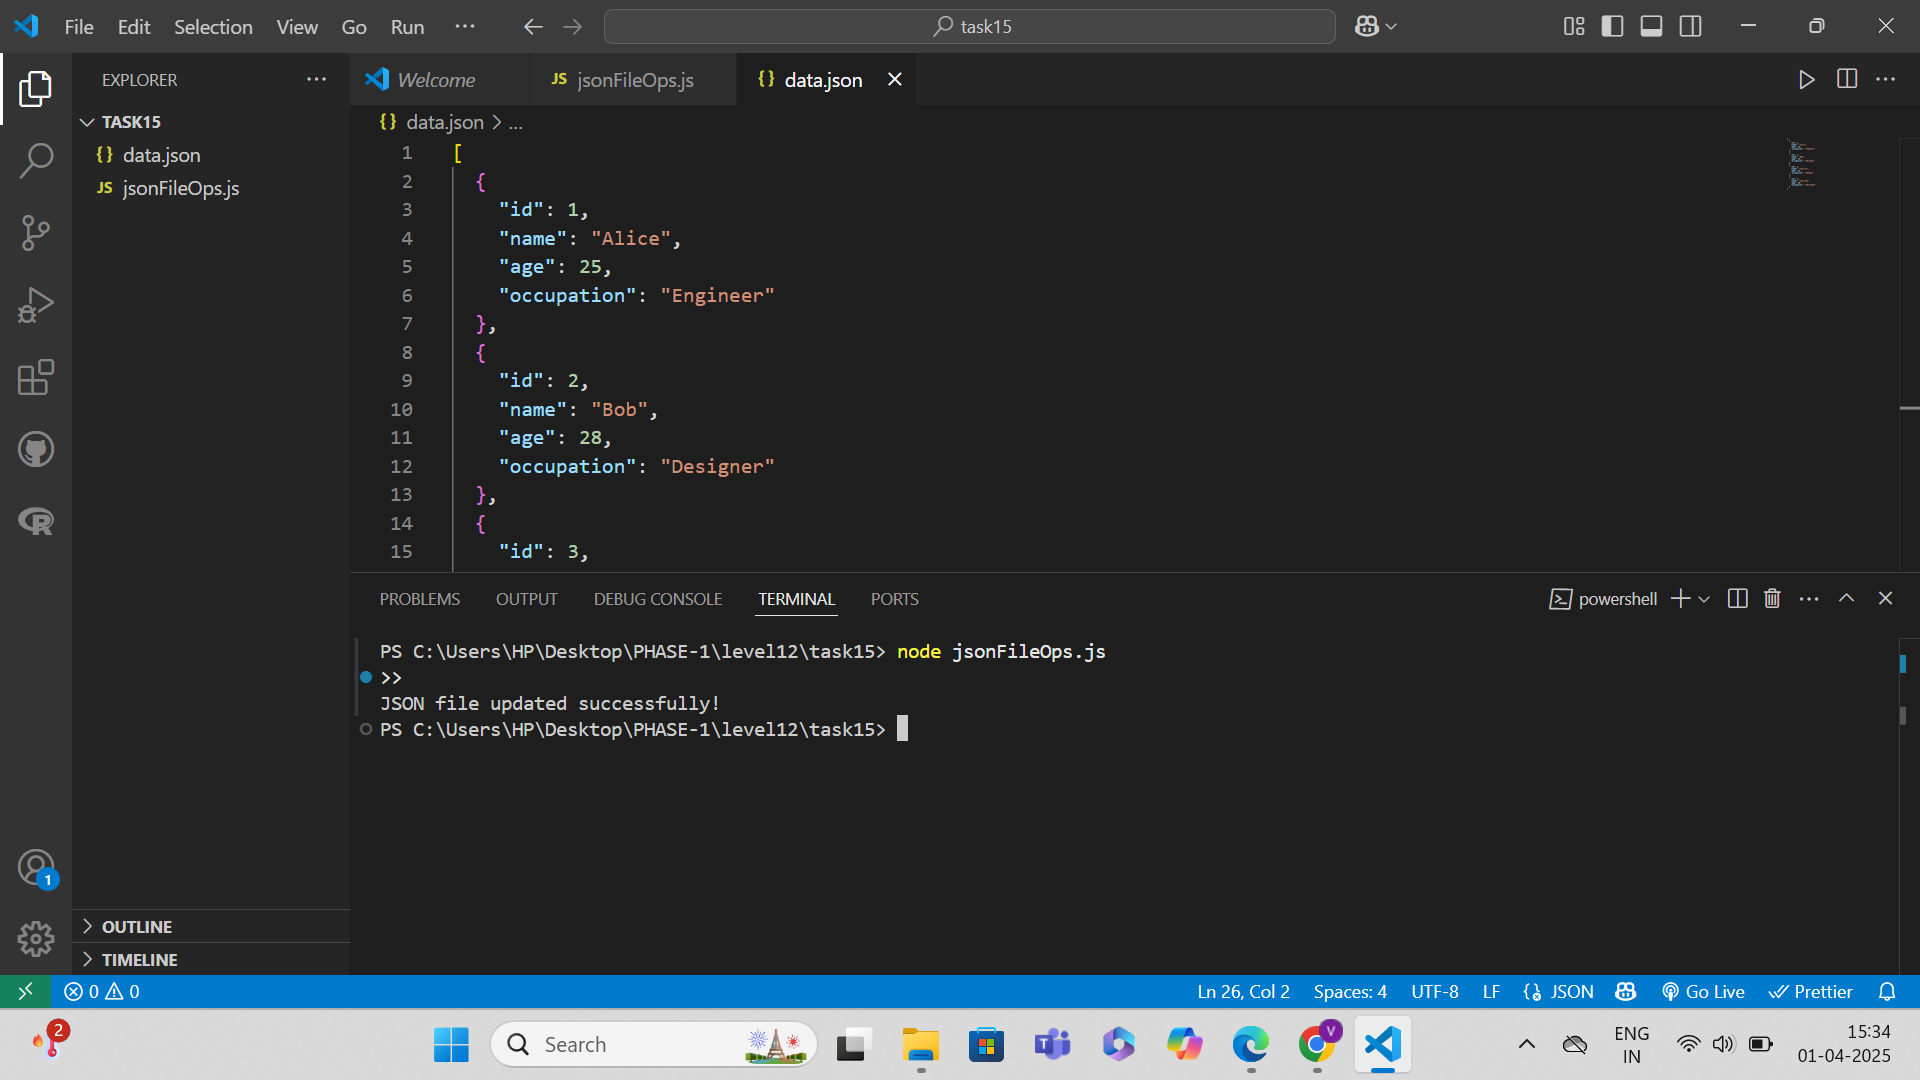 File Edit Selection View Go Run ··· task15
EXPLORER ···
TASK15
{} data.json
JS jsonFileOps.js
OUTLINE
TIMELINE
Welcome JS jsonFileOps.js {} data.json
{} data.json > ...
1 [
2 {
3 "id": 1,
4 "name": "Alice",
5 "age": 25,
6 "occupation": "Engineer"
7 },
8 {
9 "id": 2,
10 "name": "Bob",
11 "age": 28,
12 "occupation": "Designer"
13 },
14 {
15 "id": 3,
PROBLEMS OUTPUT DEBUG CONSOLE TERMINAL PORTS powershell
PS C:\Users\HP\Desktop\PHASE-1\level12\task15> node jsonFileOps.js
>>
JSON file updated successfully!
PS C:\Users\HP\Desktop\PHASE-1\level12\task15>
1
0 0 Ln 26, Col 2 Spaces: 4 UTF-8 LF {} JSON Go Live Prettier
2 Search V ENG IN 15:34
01-04-2025